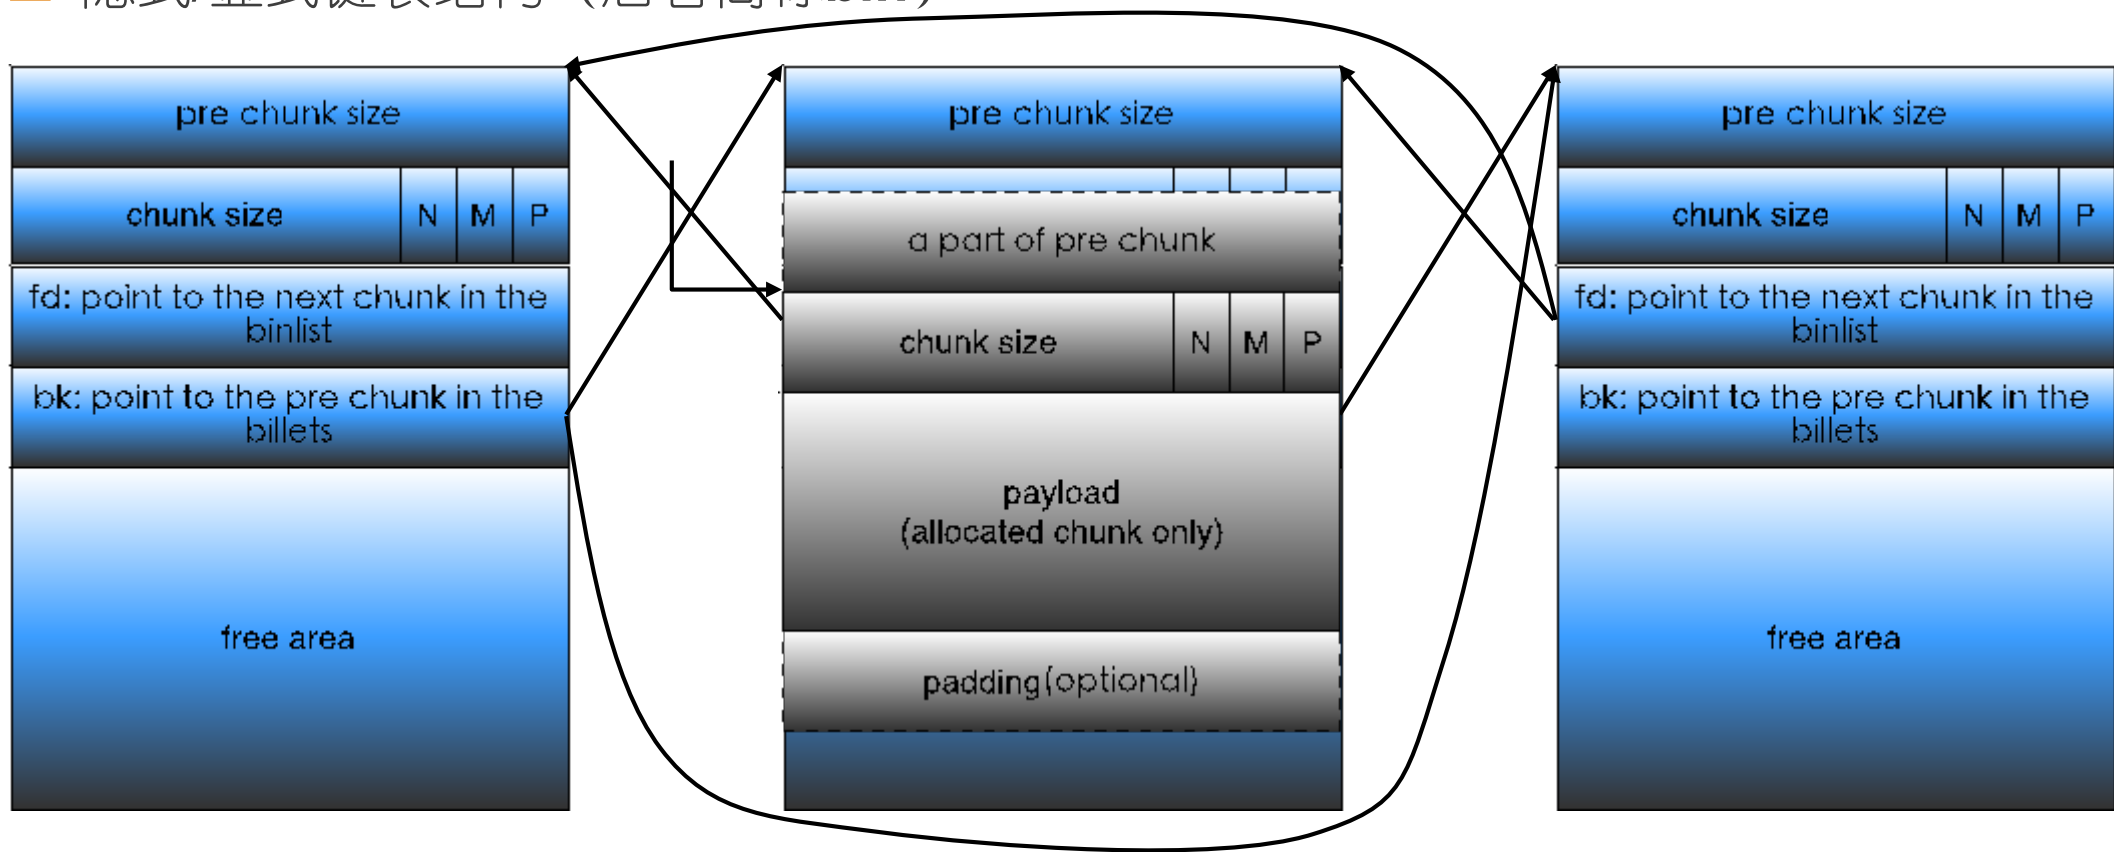 pre chunk size
chunk size N M P
fd: point to the next chunk in the
binlist
bk: point to the pre chunk in the
billets
free area
pre chunk size
a part of pre chunk
chunk size N M P
payload
(allocated chunk only)
padding(optional)
pre chunk size
chunk size N M P
fd: point to the next chunk in the
binlist
bk: point to the pre chunk in the
billets
free area